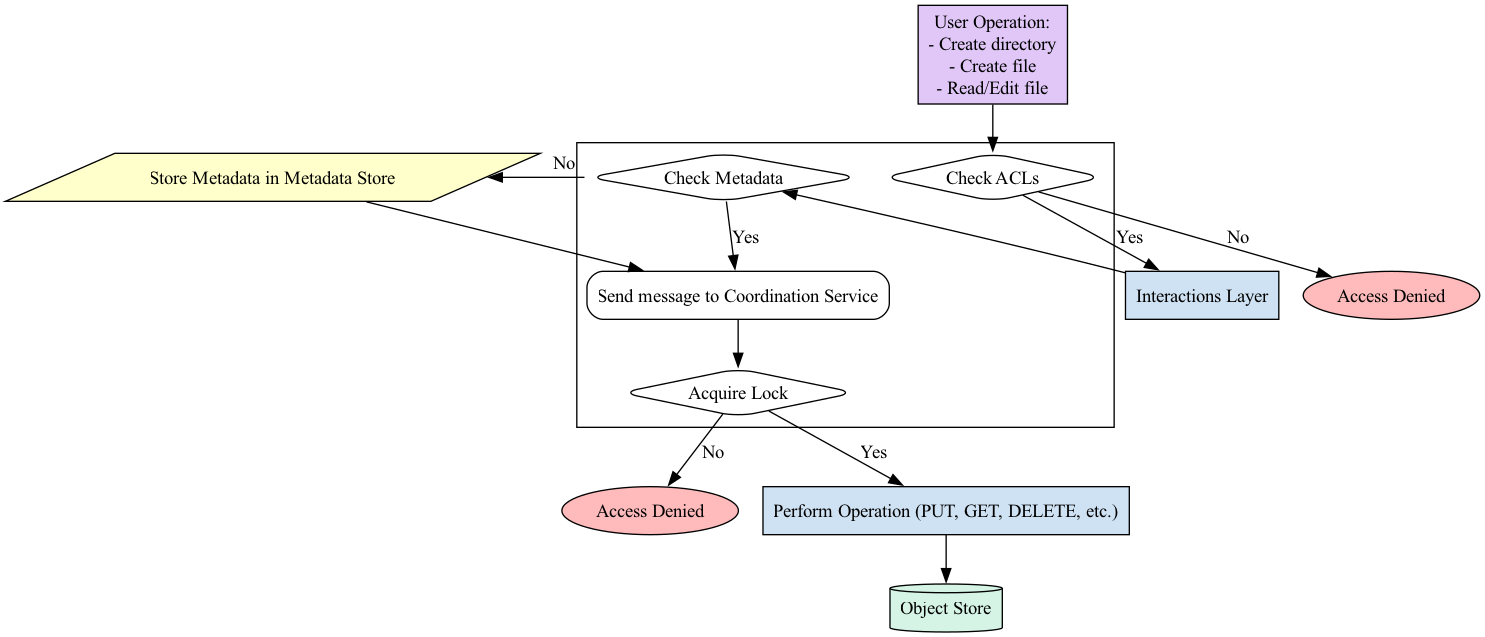 User Operation:
- Create directory
- Create file
- Read/Edit file
Store Metadata in Metadata Store
No
Check Metadata
Check ACLs
Yes
Yes
No
Send message to Coordination Service
Interactions Layer
Access Denied
Acquire Lock
No
Yes
Access Denied
Perform Operation (PUT, GET, DELETE, etc.)
Object Store